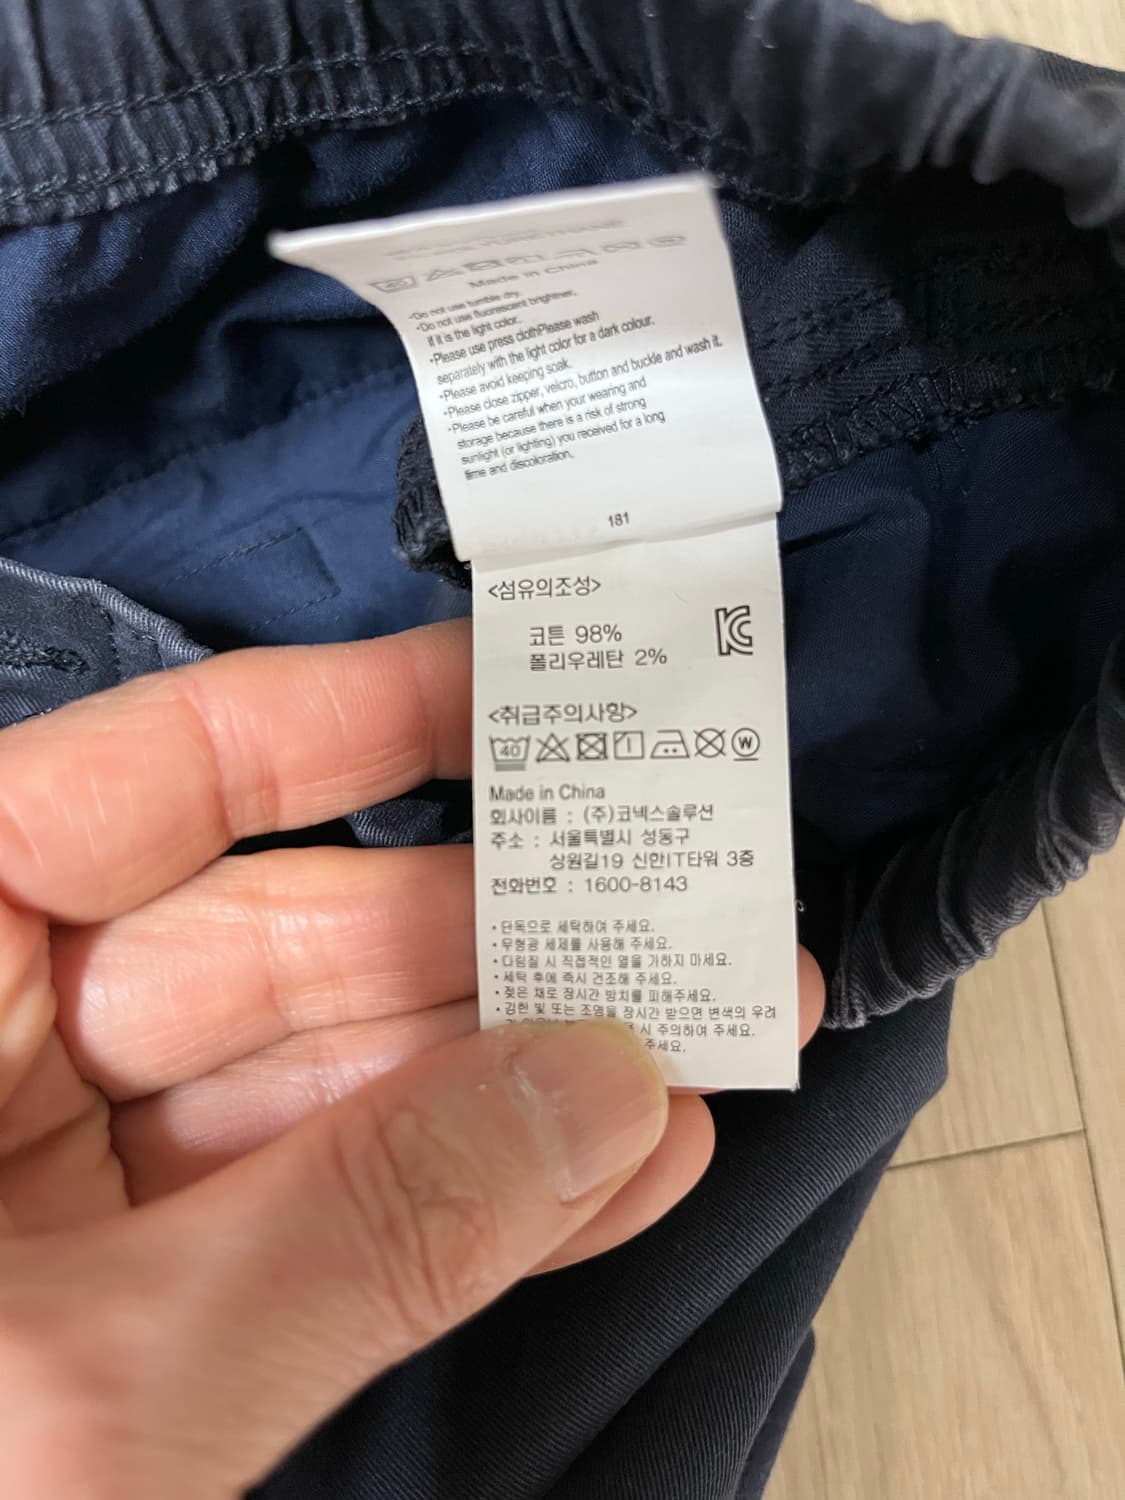 Made in China
•Do not use tumble dry.
•Do not use fluorescent brightner,
if it is the light color.
•Please use press clothPlease wash
separately with the light color for a dark colour.
•Please avoid keeping soak.
•Please close zipper, velcro, button and buckle and wash it.
•Please be careful when your wearing and
storage because there is a risk of strong
sunlight (or lighting) you received for a long
time and discoloration.
181
<섬유의조성>
코튼 98%
폴리우레탄 2%
<취급주의사항>
40
W
Made in China
회사이름 : (주)코넥스솔루션
주소 : 서울특별시 성동구
상원길19 신한IT타워 3층
전화번호 : 1600-8143
• 단독으로 세탁하여 주세요.
• 무형광 세제를 사용해 주세요.
• 다림질 시 직접적인 열을 가하지 마세요.
• 세탁 후에 즉시 건조해 주세요.
• 젖은 채로 장시간 방치를 피해주세요.
• 강한 빛 또는 조명을 장시간 받으면 변색의 우려
시 주의하여 주세요.
주세요.